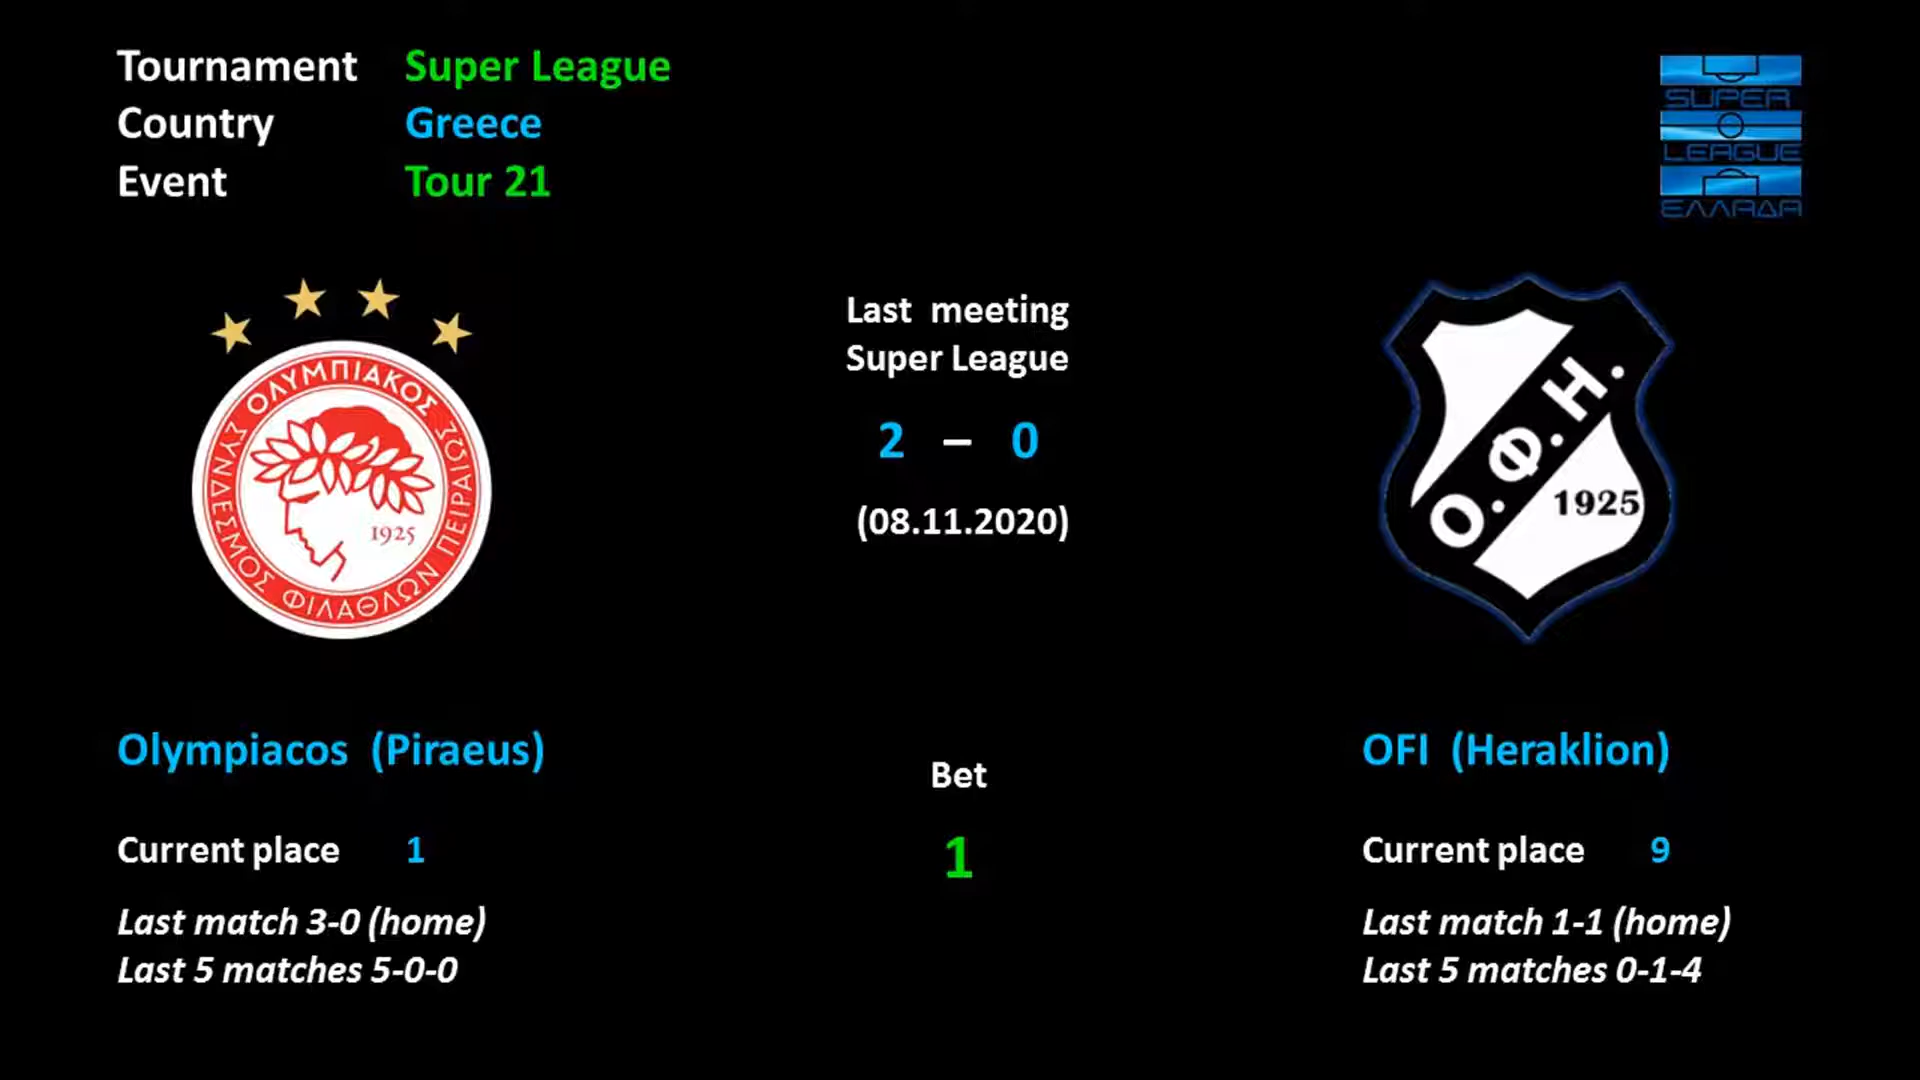 Tournament Super League
Country Greece
Event Tour 21
SUPER
LEAGUE
ΕΛΛΑΔΑ
Last meeting
Super League
2 – 0
(08.11.2020)
ΟΛΥΜΠΙΑΚΟΣ
ΣΥΝΔΕΣΜΟΣ ΦΙΛΑΘΛΩΝ ΠΕΙΡΑΙΩΣ
1925
Ο.Φ.Η.
1925
Olympiacos (Piraeus)
OFI (Heraklion)
Bet
1
Current place 1
Last match 3-0 (home)
Last 5 matches 5-0-0
Current place 9
Last match 1-1 (home)
Last 5 matches 0-1-4